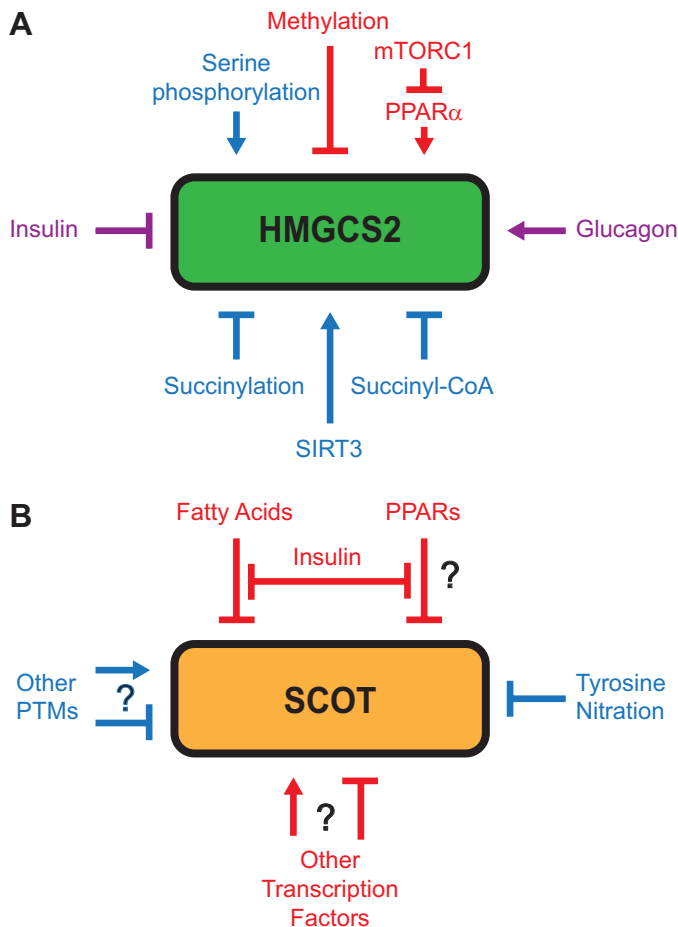 A
Methylation
mTORC1
Serine
phosphorylation
PPARα
Insulin
HMGCS2
Glucagon
Succinylation
Succinyl-CoA
SIRT3
B
Fatty Acids
PPARs
Insulin
?
Other
PTMs
?
SCOT
Tyrosine
Nitration
?
Other
Transcription
Factors